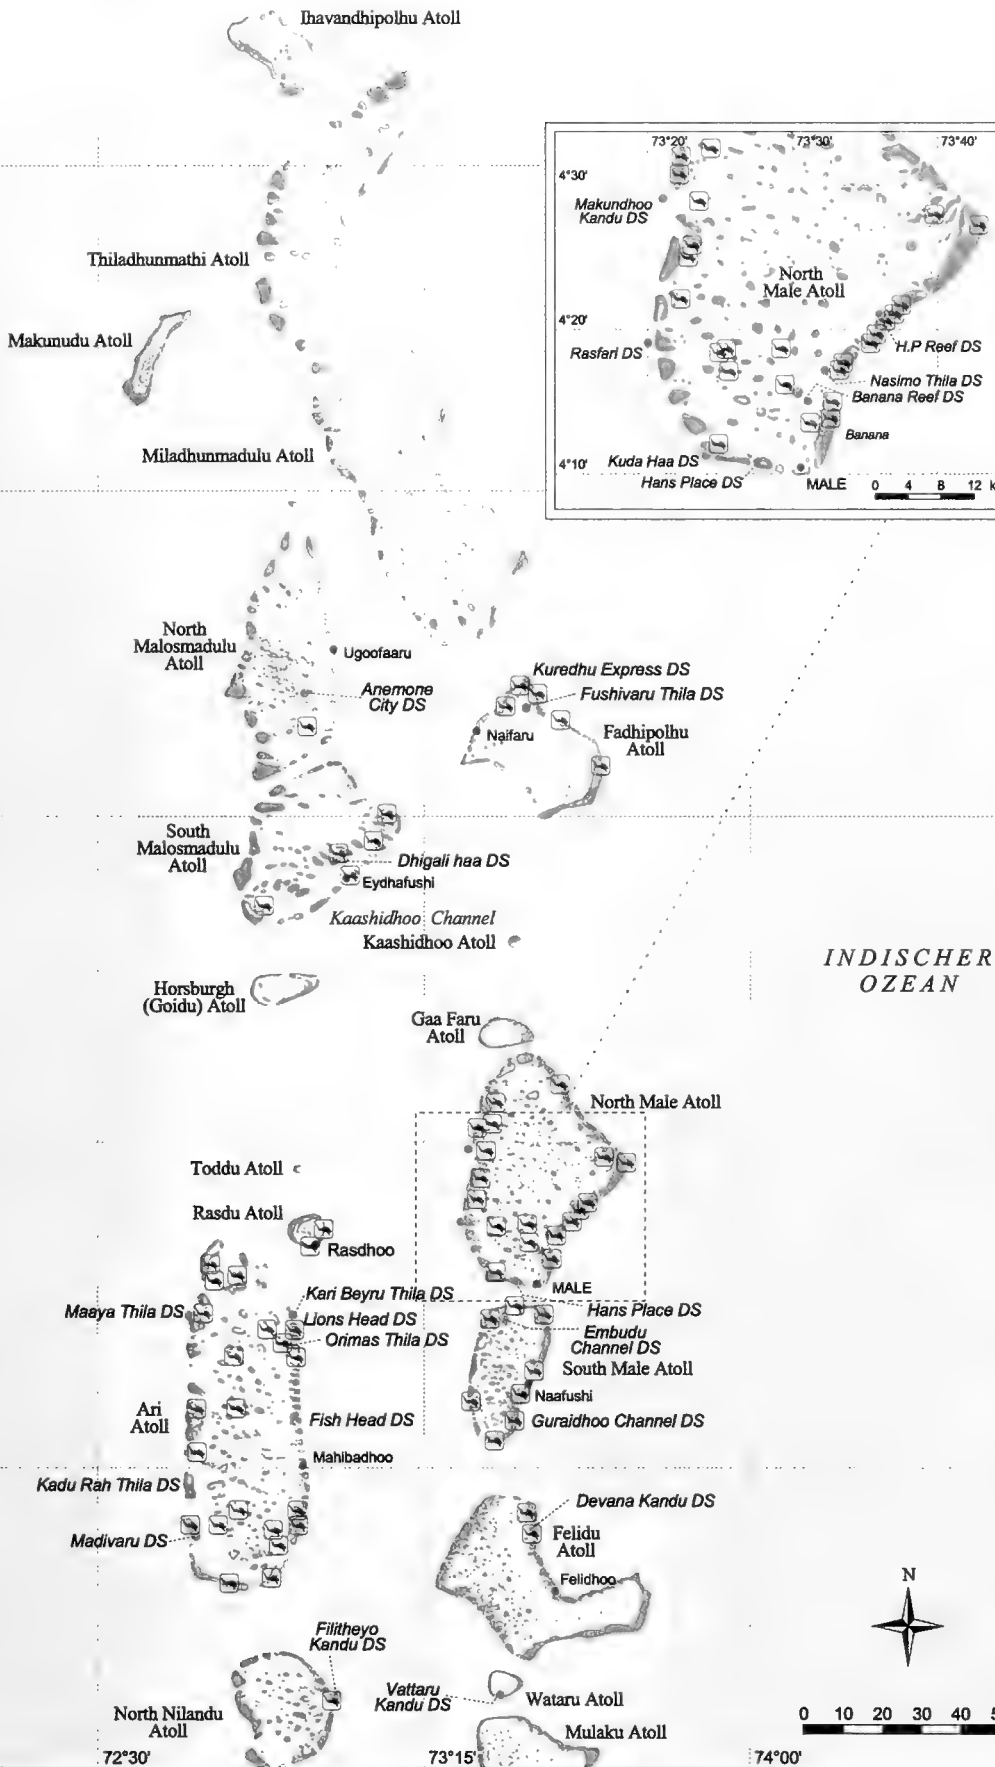 Ihavandhipolhu Atoll
73°20'
73°30'
73°40'
4°30'
Makundhoo
Kandu DS
North
Male Atoll
4°20'
Rasfari DS
H.P Reef DS
Nasimo Thila DS
Banana Reef DS
Banana
Kuda Haa DS
4°10'
Hans Place DS
MALE
0 4 8 12 k
Thiladhunmathi Atoll
Makunudu Atoll
Miladhunmadulu Atoll
North
Malosmadulu
Atoll
Ugoofaaru
Anemone
City DS
Kuredhu Express DS
Fushivaru Thila DS
Naifaru
Fadhipolhu
Atoll
South
Malosmadulu
Atoll
Dhigali haa DS
Eydhafushi
Kaashidhoo Channel
Kaashidhoo Atoll
INDISCHER
OZEAN
Horsburgh
(Goidu) Atoll
Gaa Faru
Atoll
North Male Atoll
Toddu Atoll
Rasdu Atoll
Rasdhoo
MALE
Kari Beyru Thila DS
Maaya Thila DS
Lions Head DS
Orimas Thila DS
Hans Place DS
Embudu
Channel DS
South Male Atoll
Naafushi
Ari
Atoll
Fish Head DS
Guraidhoo Channel DS
Mahibadhoo
Kadu Rah Thila DS
Madivaru DS
Devana Kandu DS
Felidu
Atoll
Felidhoo
N
Filitheyo
Kandu DS
Vattaru
Kandu DS
Wataru Atoll
North Nilandu
Atoll
Mulaku Atoll
0 10 20 30 40 5
72°30'
73°15'
74°00'